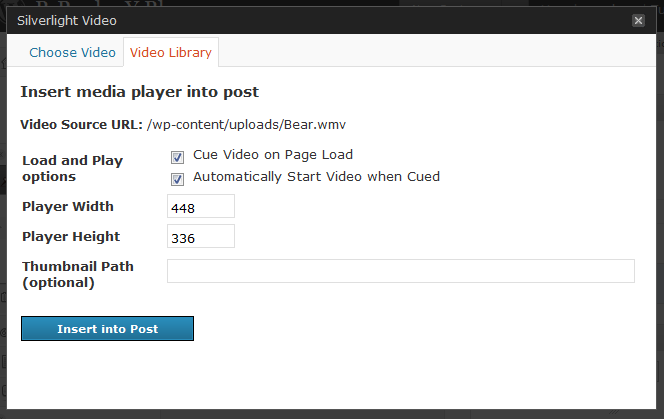 Silverlight Video
Choose Video Video Library
Insert media player into post
Video Source URL: /wp-content/uploads/Bear.wmv
Load and Play options
Cue Video on Page Load
Automatically Start Video when Cued
Player Width 448
Player Height 336
Thumbnail Path
(optional)
Insert into Post